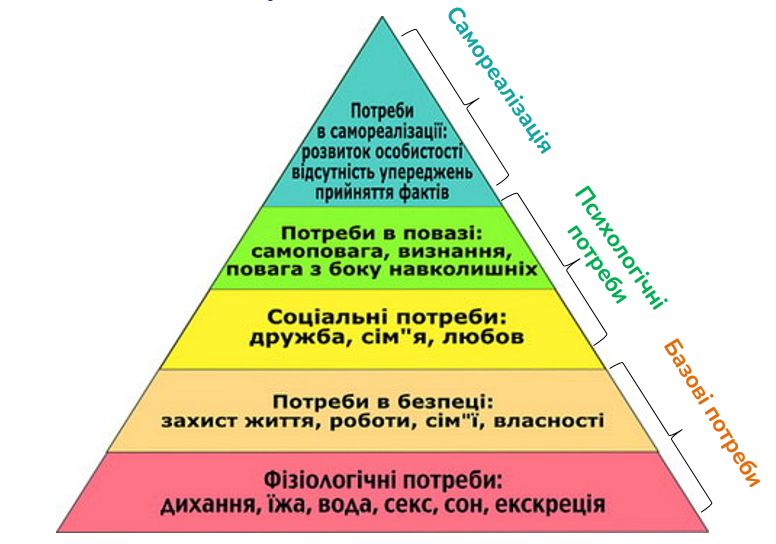 Самореалізація
Потреби
в самореалізації:
розвиток особистості
відсутність упереджень
прийняття фактів
Психологічні
потреби
Потреби в повазі:
самоповага, визнання,
повага з боку навколишніх
Соціальні потреби:
дружба, сім"я, любов
Базові потреби
Потреби в безпеці:
захист життя, роботи, сім"ї, власності
Фізіологічні потреби:
дихання, їжа, вода, секс, сон, екскреція